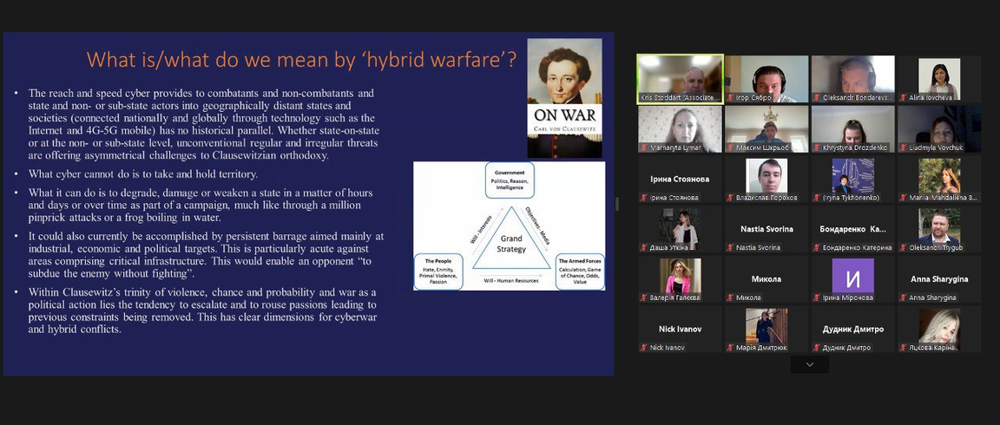 What is/what do we mean by ‘hybrid warfare’?
• The reach and speed cyber provides to combatants and non-combatants and
state and non- or sub-state actors into geographically distant states and
societies (connected nationally and globally through technology such as the
Internet and 4G-5G mobile) has no historical parallel. Whether state-on-state
or at the non- or sub-state level, unconventional regular and irregular threats
are offering asymmetrical challenges to Clausewitzian orthodoxy.
• What cyber cannot do is to take and hold territory.
• What it can do is to degrade, damage or weaken a state in a matter of hours
and days or over time as part of a campaign, much like through a million
pinprick attacks or a frog boiling in water.
• It could also currently be accomplished by persistent barrage aimed mainly at
industrial, economic and political targets. This is particularly acute against
areas comprising critical infrastructure. This would enable an opponent “to
subdue the enemy without fighting”.
• Within Clausewitz’s trinity of violence, chance and probability and war as a
political action lies the tendency to escalate and to rouse passions leading to
previous constraints being removed. This has clear dimensions for cyberwar
and hybrid conflicts.
ON WAR
CARL VON CLAUSEWITZ
Government
Politics, Reason,
Intelligence
Will - Interests
Objectives - Media
Grand
Strategy
The People
Hate, Enmity,
Primal Violence,
Passion
The Armed Forces
Calculation, Game
of Chance, Odds,
Value
Will - Human Resources
Kris Stoddart (Associate...
Ігор Сябро
Oleksandr Bondarevs...
Alina Iovcheva
Marharyta Lymar
Максим Шкрьоб
Khrystyna Drozdenko
Liudmyla Vovchuk
Ірина Стоянова
Ірина Стоянова
Владислав Горохов
(Iryna Tykhonenko)
Mariia-Mahdaliena B...
Даша Уткіна
Nastia Svorina
Nastia Svorina
Бондаренко Ка...
Бондаренко Катерина
Oleksandr Trygub
Валерія Галєєва
Микола
Микола
И
Ірина Міронова
Anna Sharygina
Anna Sharygina
Nick Ivanov
Nick Ivanov
Марія Дмитрюк
Дудник Дмитро
Дудник Дмитро
Яцкова Каріна